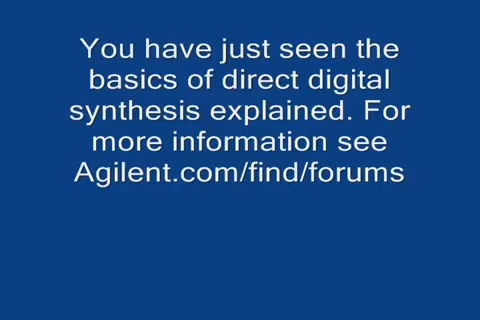 You have just seen the
basics of direct digital
synthesis explained. For
more information see
Agilent.com/find/forums